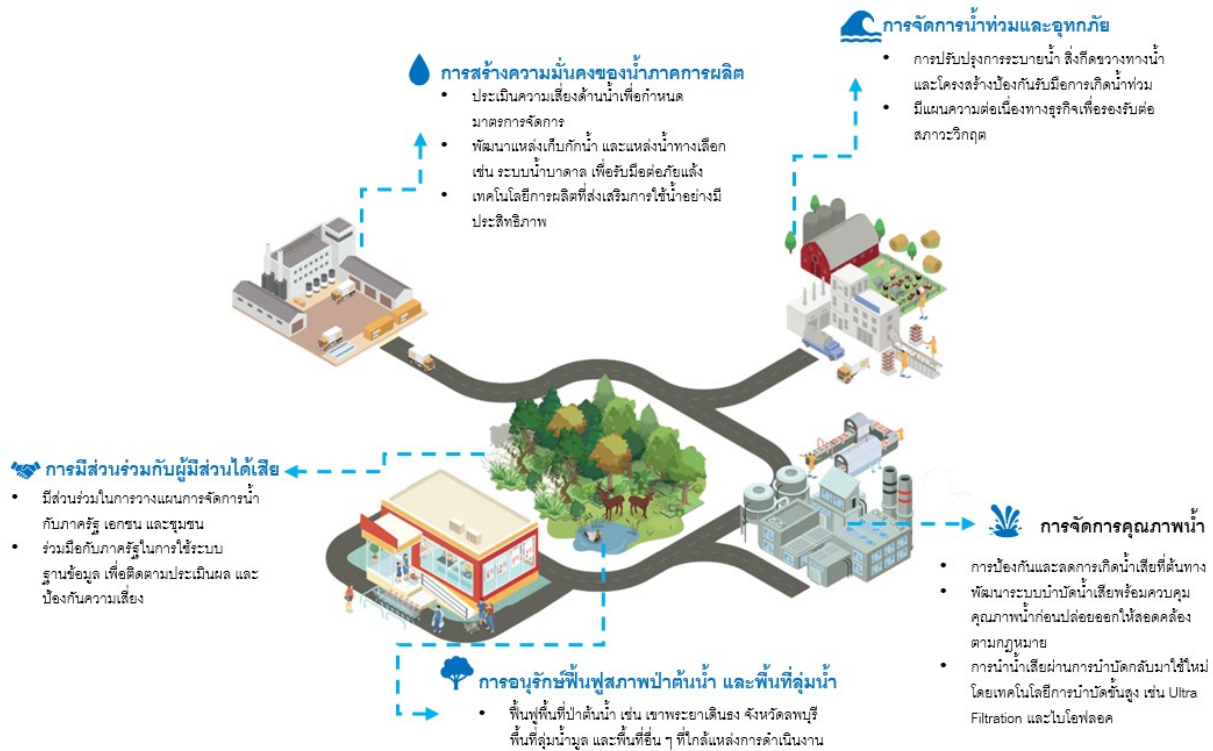 การจัดการน้ำท่วมและอุทกภัย
• การปรับปรุงการระบายน้ำ สิ่งกีดขวางทางน้ำ
และโครงสร้างป้องกันรับมือการเกิดน้ำท่วม
• มีแผนความต่อเนื่องทางธุรกิจเพื่อรองรับต่อ
สภาวะวิกฤต
การสร้างความมั่นคงของน้ำภาคการผลิต
• ประเมินความเสี่ยงด้านน้ำเพื่อกำหนด
มาตรการจัดการ
• พัฒนาแหล่งเก็บกักน้ำ และแหล่งน้ำทางเลือก
เช่น ระบบน้ำบาดาล เพื่อรับมือต่อภัยแล้ง
• เทคโนโลยีการผลิตที่ส่งเสริมการใช้น้ำอย่างมี
ประสิทธิภาพ
การมีส่วนร่วมกับผู้มีส่วนได้เสีย
• มีส่วนร่วมในการวางแผนการจัดการน้ำ
กับภาครัฐ เอกชน และชุมชน
• ร่วมมือกับภาครัฐในการใช้ระบบ
ฐานข้อมูล เพื่อติดตามประเมินผล และ
ป้องกันความเสี่ยง
การจัดการคุณภาพน้ำ
• การป้องกันและลดการเกิดน้ำเสียที่ต้นทาง
• พัฒนาระบบบำบัดน้ำเสียพร้อมควบคุม
คุณภาพน้ำก่อนปล่อยออกให้สอดคล้อง
ตามกฎหมาย
• การนำน้ำเสียผ่านการบำบัดกลับมาใช้ใหม่
โดยเทคโนโลยีการบำบัดขั้นสูง เช่น Ultra
Filtration และไบโอฟลอค
การอนุรักษ์ฟื้นฟูสภาพป่าต้นน้ำ และพื้นที่ลุ่มน้ำ
• ฟื้นฟูพื้นที่ป่าต้นน้ำ เช่น เขาพระยาเดินธง จังหวัดลพบุรี
พื้นที่ลุ่มน้ำมูล และพื้นที่อื่น ๆ ที่ใกล้แหล่งการดำเนินงาน